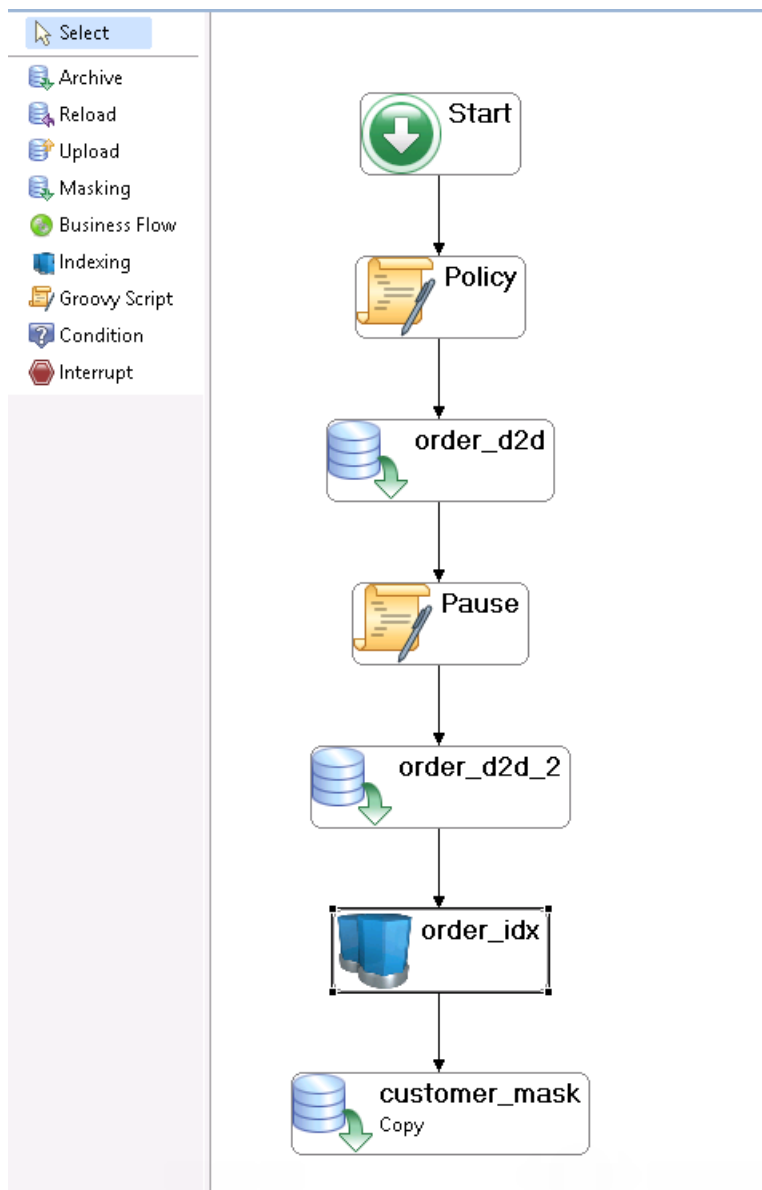 Select
Archive
Reload
Upload
Masking
Business Flow
Indexing
Groovy Script
Condition
Interrupt
Start
Policy
order_d2d
Pause
order_d2d_2
order_idx
customer_mask
Copy